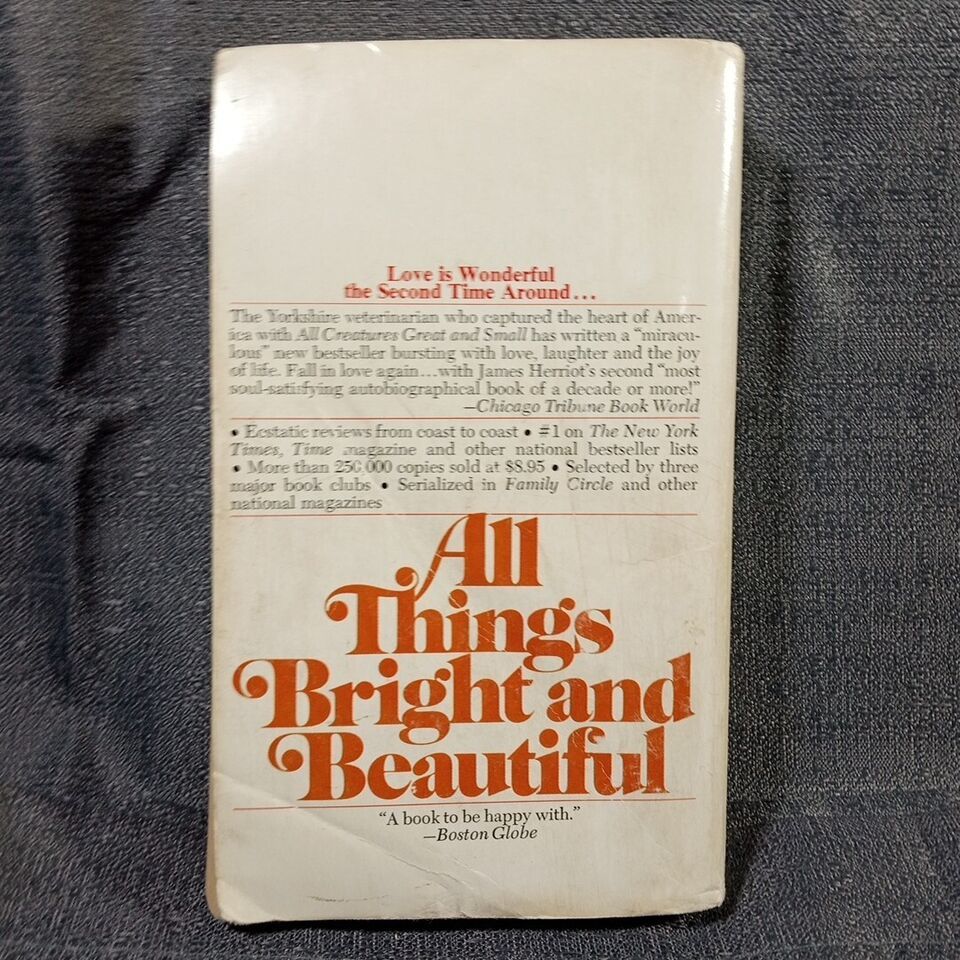 Love is Wonderful
the Second Time Around...
The Yorkshire veterinarian who captured the heart of Amer-
ica with All Creatures Great and Small has written a "miracu-
lous" new bestseller bursting with love, laughter and the joy
of life. Fall in love again...with James Herriot's second "most
soul-satisfying autobiographical book of a decade or more!"
—Chicago Tribune Book World
• Ecstatic reviews from coast to coast • #1 on The New York
Times, Time magazine and other national bestseller lists
• More than 250,000 copies sold at $8.95 • Selected by three
major book clubs • Serialized in Family Circle and other
national magazines
All
Things
Bright and
Beautiful
"A book to be happy with."
—Boston Globe